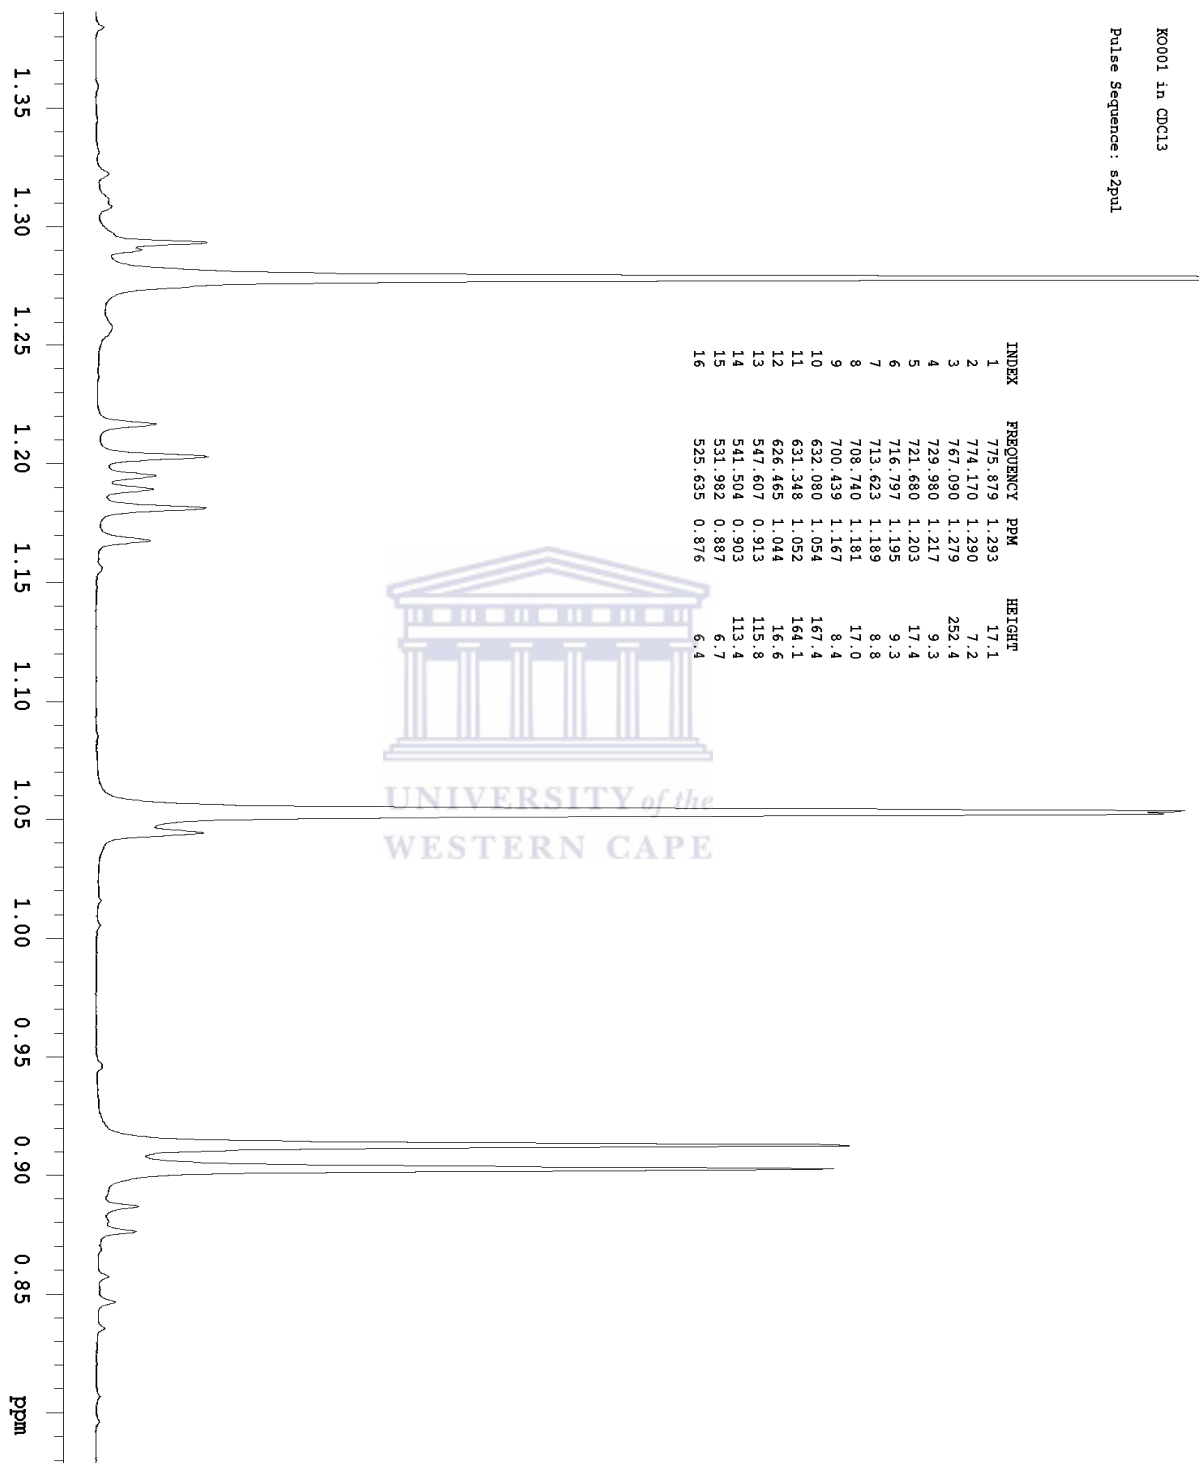 K0001 in CDCl3
Pulse Sequence: s2pul
INDEX FREQUENCY PPM HEIGHT
1 775.879 1.293 17.1
2 774.170 1.290 7.2
3 767.090 1.279 252.4
4 729.980 1.217 9.3
5 721.680 1.203 17.4
6 716.797 1.195 9.3
7 713.623 1.189 8.8
8 708.740 1.181 17.0
9 700.439 1.167 8.4
10 632.080 1.054 167.4
11 631.348 1.052 164.1
12 626.465 1.044 16.6
13 547.607 0.913 115.8
14 541.504 0.903 113.4
15 531.982 0.887 6.7
16 525.635 0.876 6.4
UNIVERSITY of the
WESTERN CAPE
1.35 1.30 1.25 1.20 1.15 1.10 1.05 1.00 0.95 0.90 0.85 ppm